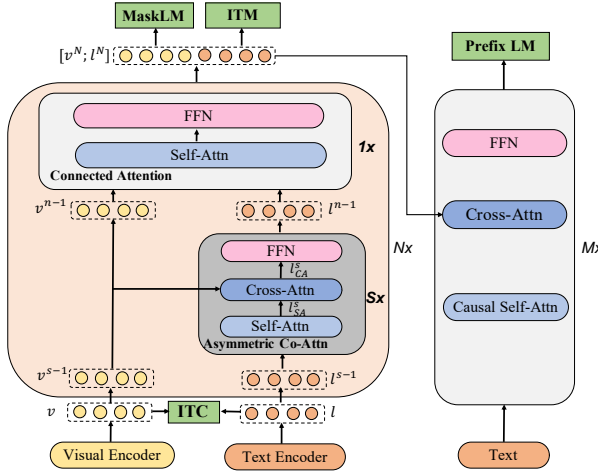 MaskLM
ITM
[v^N; l^N]
Prefix LM
FFN
1x
Self-Attn
Connected Attention
FFN
v^{n-1}
l^{n-1}
Cross-Attn
Nx
Mx
FFN
l^s_{CA}
Cross-Attn
Sx
l^s_{SA}
Causal Self-Attn
Self-Attn
Asymmetric Co-Attn
v^{s-1}
l^{s-1}
v
ITC
l
Visual Encoder
Text Encoder
Text